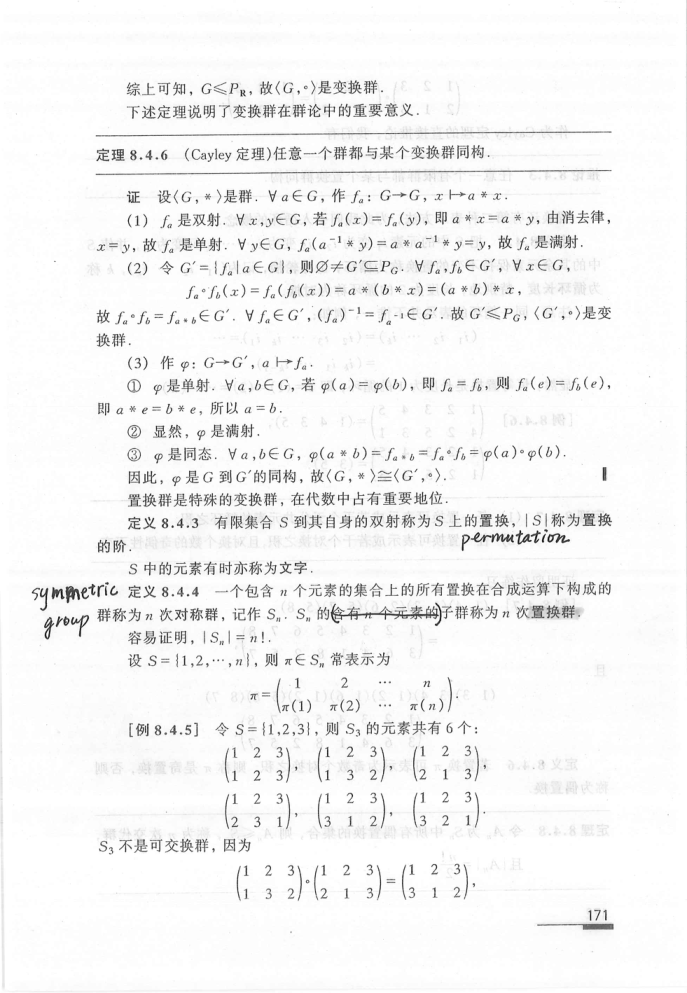 综上可知，G≤P_R，故⟨G,∘⟩是变换群.
下述定理说明了变换群在群论中的重要意义.
定理 8.4.6 (Cayley 定理)任意一个群都与某个变换群同构.
证 设⟨G,*⟩是群.∀a∈G，作 f_a：G→G，x↦a*x.
(1) f_a 是双射.∀x,y∈G，若 f_a(x)=f_a(y)，即 a*x=a*y，由消去律，
x=y，故 f_a 是单射.∀y∈G，f_a(a⁻¹*y)=a*a⁻¹*y=y，故 f_a 是满射.
(2) 令 G′={f_a|a∈G}，则∅≠G′⊆P_G.∀f_a,f_b∈G′，∀x∈G，
f_a∘f_b(x)=f_a(f_b(x))=a*(b*x)=(a*b)*x，
故 f_a∘f_b=f_{a*b}∈G′.∀f_a∈G′，(f_a)⁻¹=f_{a⁻¹}∈G′.故 G′≤P_G，⟨G′,∘⟩是变
换群.
(3) 作 φ：G→G′，a↦f_a.
① φ是单射.∀a,b∈G，若 φ(a)=φ(b)，即 f_a=f_b，则 f_a(e)=f_b(e)，
即 a*e=b*e，所以 a=b.
② 显然，φ是满射.
③ φ是同态.∀a,b∈G，φ(a*b)=f_{a*b}=f_a∘f_b=φ(a)∘φ(b).
因此，φ是 G 到 G′的同构，故⟨G,*⟩≅⟨G′,∘⟩.
置换群是特殊的变换群，在代数中占有重要地位.
定义 8.4.3 有限集合 S 到其自身的双射称为 S 上的置换，|S|称为置换
的阶.
permutation
S 中的元素有时亦称为文字.
symmetric group
定义 8.4.4 一个包含 n 个元素的集合上的所有置换在合成运算下构成的
群称为 n 次对称群，记作 S_n. S_n 的含有 n 个元素的子群称为 n 次置换群.
容易证明，|S_n|=n!.
设 S={1,2,⋯,n}，则 π∈S_n 常表示为
π=(1 2 ⋯ n
π(1) π(2) ⋯ π(n)).
[例 8.4.5] 令 S={1,2,3}，则 S₃ 的元素共有 6 个：
(1 2 3 (1 2 3 (1 2 3
1 2 3), 1 3 2), 2 1 3),
(1 2 3 (1 2 3 (1 2 3
2 3 1), 3 1 2), 3 2 1).
S₃ 不是可交换群，因为
(1 2 3 (1 2 3 (1 2 3
1 3 2)∘ 2 1 3)= 3 1 2),
171